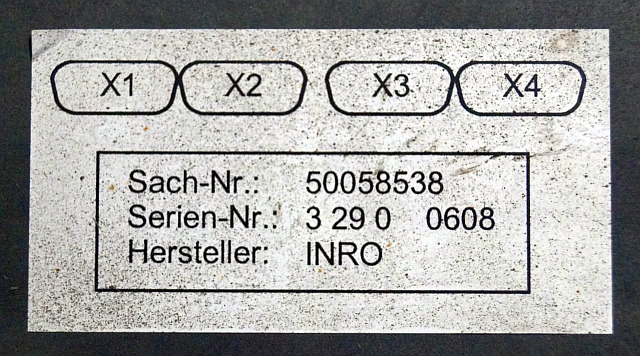 X1 X2 X3 X4
Sach-Nr.: 50058538
Serien-Nr.: 3 29 0 0608
Hersteller: INRO